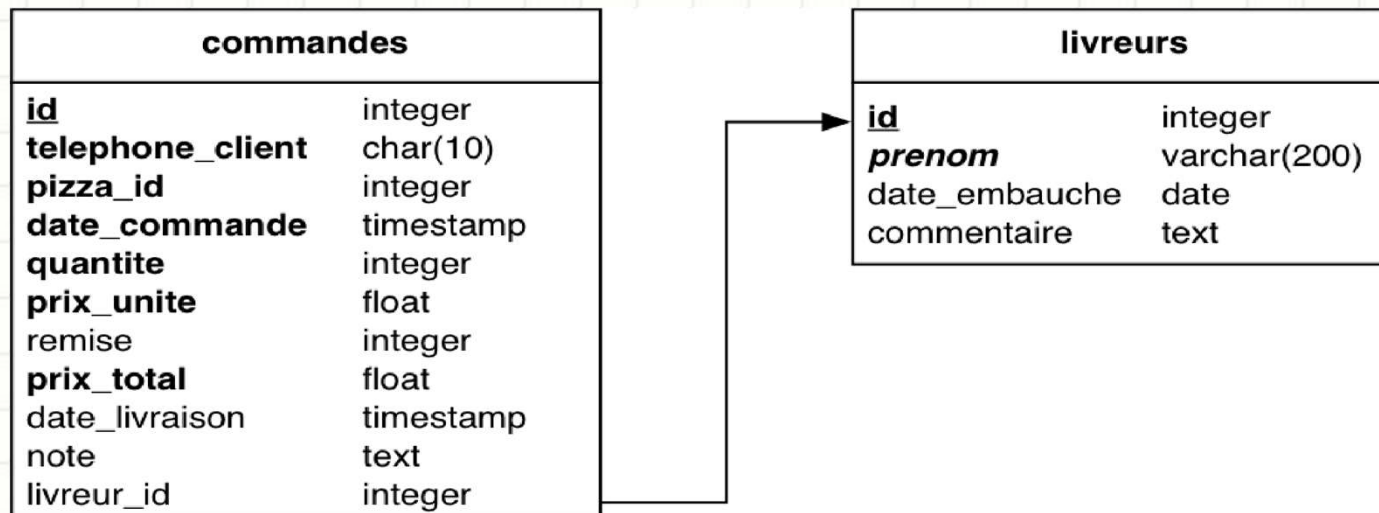 commandes
id integer
telephone_client char(10)
pizza_id integer
date_commande timestamp
quantite integer
prix_unite float
remise integer
prix_total float
date_livraison timestamp
note text
livreur_id integer
livreurs
id integer
prenom varchar(200)
date_embauche date
commentaire text